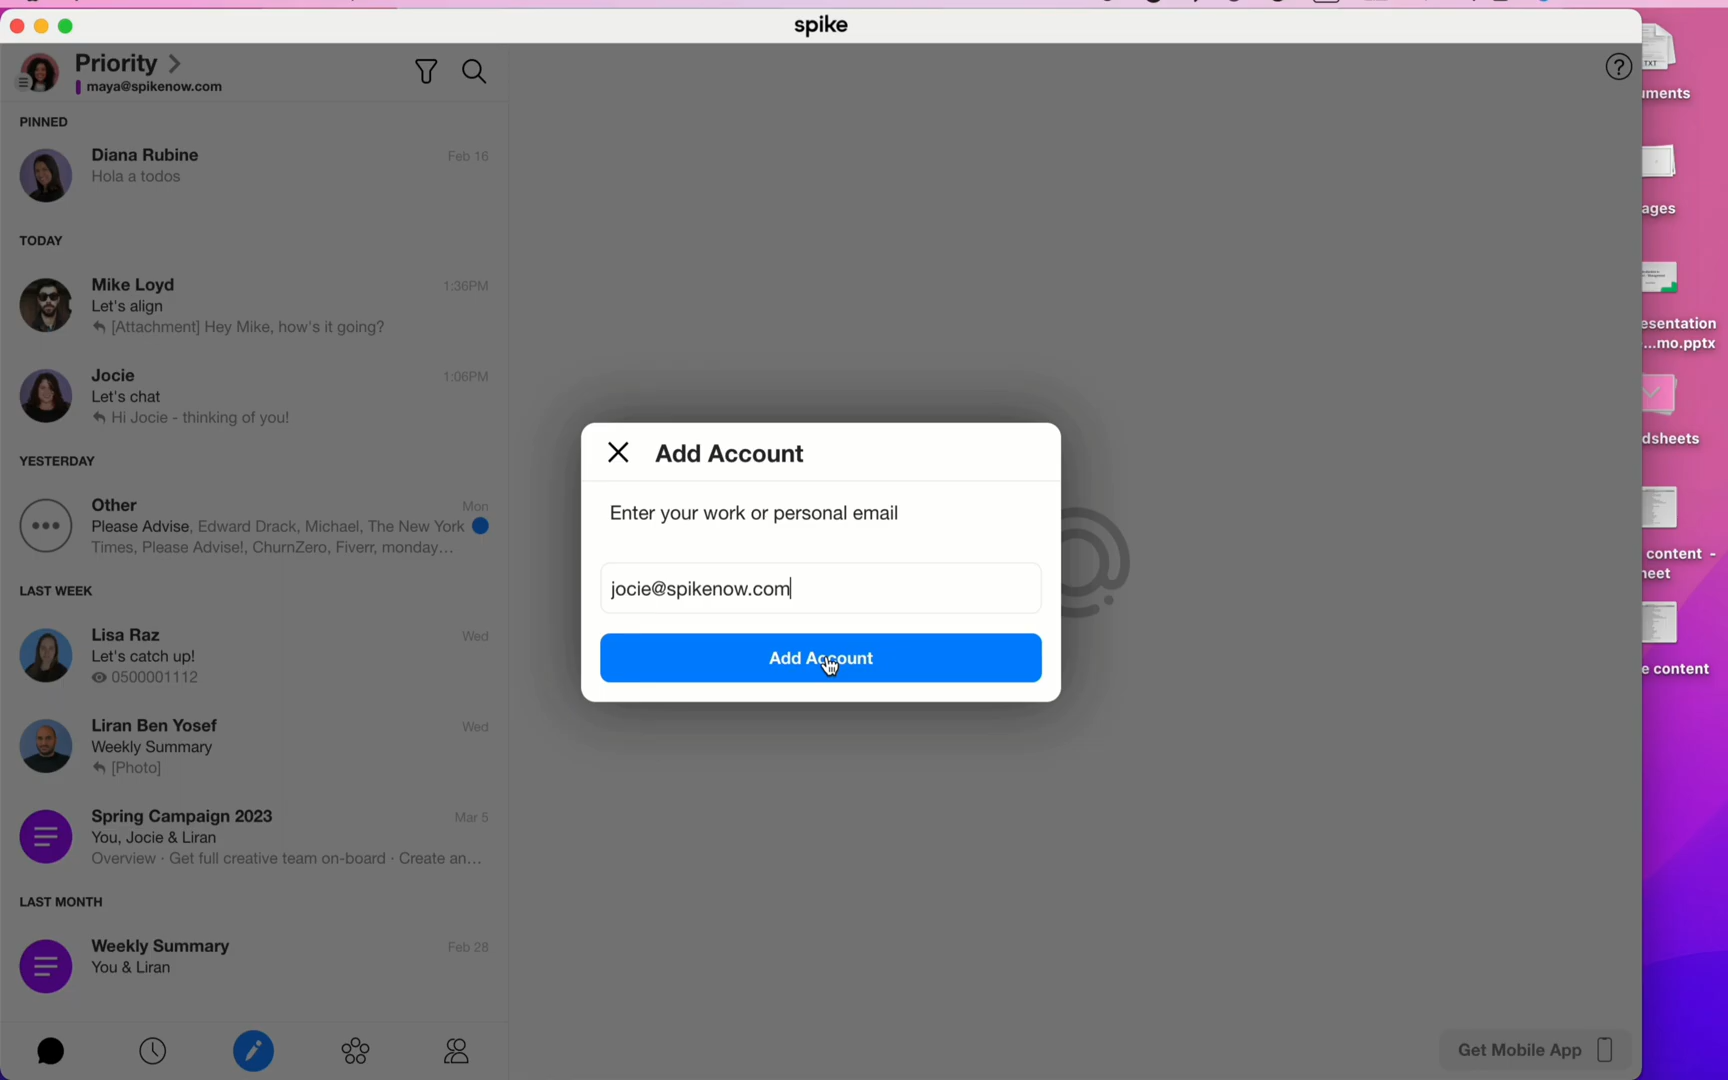 spike
Priority
maya@spikenow.com
PINNED
Diana Rubine
Feb 16
Hola a todos
TODAY
Mike Loyd
1:36PM
Let's align
[Attachment] Hey Mike, how's it going?
Jocie
1:06PM
Let's chat
Hi Jocie - thinking of you!
YESTERDAY
Other
Mon
Please Advise, Edward Drack, Michael, The New York
Times, Please Advise!, ChurnZero, Fiverr, monday...
LAST WEEK
Lisa Raz
Wed
Let's catch up!
0500001112
Liran Ben Yosef
Wed
Weekly Summary
[Photo]
Spring Campaign 2023
Mar 5
You, Jocie & Liran
Overview · Get full creative team on-board · Create an...
LAST MONTH
Weekly Summary
Feb 28
You & Liran
Add Account
Enter your work or personal email
jocie@spikenow.com
Add Account
?
Get Mobile App
TXT
uments
ages
esentation
...mo.pptx
dsheets
content -
heet
e content